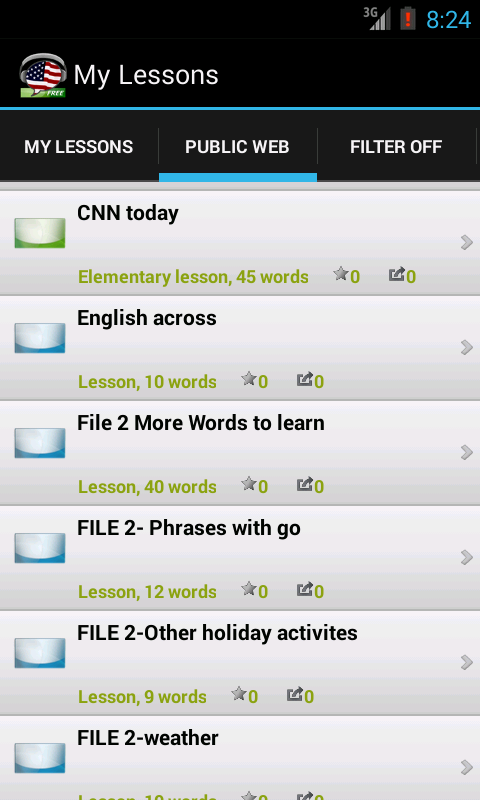 3G 8:24
FREE
My Lessons
MY LESSONS PUBLIC WEB FILTER OFF
CNN today
Elementary lesson, 45 words 0 0
English across
Lesson, 10 words 0 0
File 2 More Words to learn
Lesson, 40 words 0 0
FILE 2- Phrases with go
Lesson, 12 words 0 0
FILE 2-Other holiday activites
Lesson, 9 words 0 0
FILE 2-weather